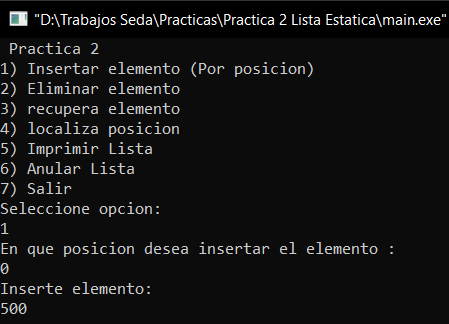 "D:\Trabajos Seda\Practicas\Practica 2 Lista Estatica\main.exe"
Practica 2
1) Insertar elemento (Por posicion)
2) Eliminar elemento
3) recupera elemento
4) localiza posicion
5) Imprimir Lista
6) Anular Lista
7) Salir
Seleccione opcion:
1
En que posicion desea insertar el elemento :
0
Inserte elemento:
500